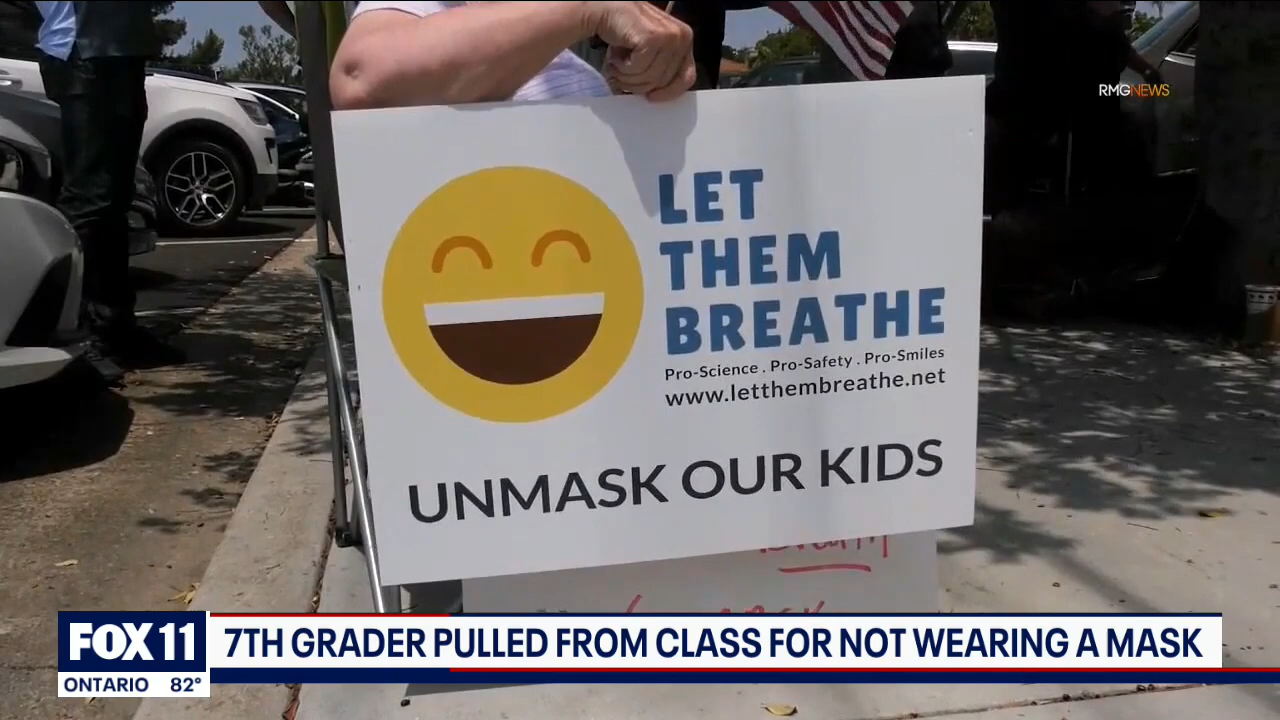 RMGNEWS
LET
THEM
BREATHE
Pro-Science . Pro-Safety . Pro-Smiles
www.letthembreathe.net
UNMASK OUR KIDS
FOX 11
7TH GRADER PULLED FROM CLASS FOR NOT WEARING A MASK
ONTARIO 82°